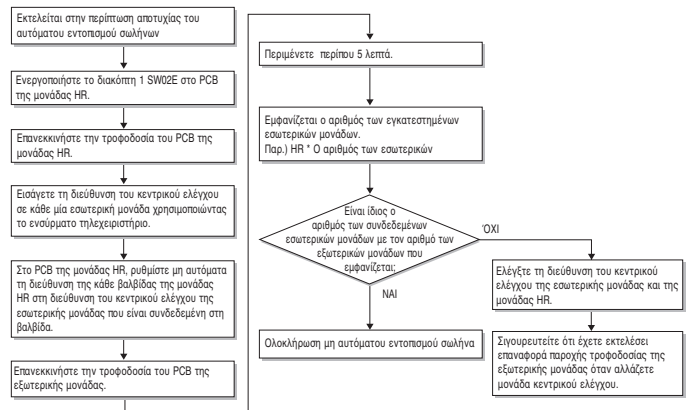 Εκτελείται στην περίπτωση αποτυχίας του
αυτόματου εντοπισμού σωλήνων
Ενεργοποιήστε το διακόπτη 1 SW02E στο PCB
της μονάδας HR.
Επανεκκινήστε την τροφοδοσία του PCB της
μονάδας HR.
Εισάγετε τη διεύθυνση του κεντρικού ελέγχου
σε κάθε μία εσωτερική μονάδα χρησιμοποιώντας
το ενσύρματο τηλεχειριστήριο.
Στο PCB της μονάδας HR, ρυθμίστε μη αυτόματα
τη διεύθυνση της κάθε βαλβίδας της μονάδας
HR στη διεύθυνση του κεντρικού ελέγχου της
εσωτερικής μονάδας που είναι συνδεδεμένη στη
βαλβίδα.
Επανεκκινήστε την τροφοδοσία του PCB της
εξωτερικής μονάδας.
Περιμένετε περίπου 5 λεπτά.
Εμφανίζεται ο αριθμός των εγκατεστημένων
εσωτερικών μονάδων.
Παρ.) HR * Ο αριθμός των εσωτερικών
Είναι ίδιος ο
αριθμός των συνδεδεμένων
εσωτερικών μονάδων με τον αριθμό των
εξωτερικών μονάδων που
εμφανίζεται;
ΌΧΙ
ΝΑΙ
Ολοκλήρωση μη αυτόματου εντοπισμού σωλήνα
Ελέγξτε τη διεύθυνση του κεντρικού
ελέγχου της εσωτερικής μονάδας και της
μονάδας HR.
Σιγουρευτείτε ότι έχετε εκτελέσει
επαναφορά παροχής τροφοδοσίας της
εξωτερικής μονάδας όταν αλλάζετε
μονάδα κεντρικού ελέγχου.